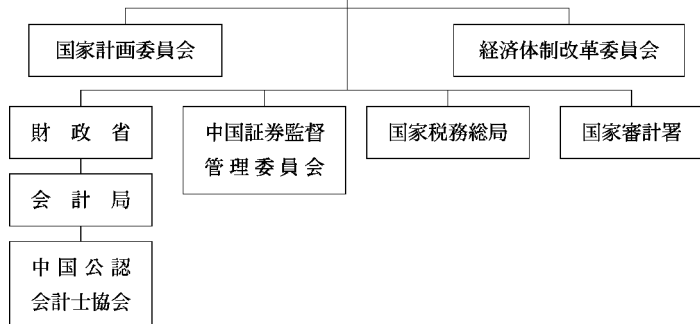 国家計画委員会
経済体制改革委員会
財政省
中国証券監督
管理委員会
国家税務総局
国家審計署
会計局
中国公認
会計士協会